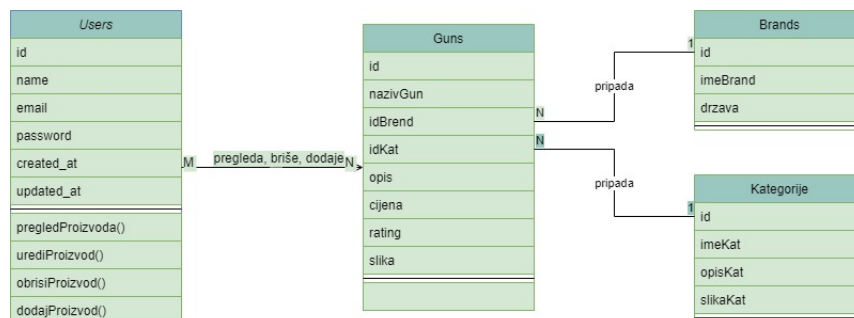 Users
id
name
email
password
created_at
updated_at
pregledProizvoda()
urediProizvod()
obrisiProizvod()
dodajProizvod()
M
pregleda, briše, dodaje
N
Guns
id
nazivGun
idBrend
idKat
opis
cijena
rating
slika
N
pripada
1
N
pripada
1
Brands
id
imeBrand
drzava
Kategorije
id
imeKat
opisKat
slikaKat